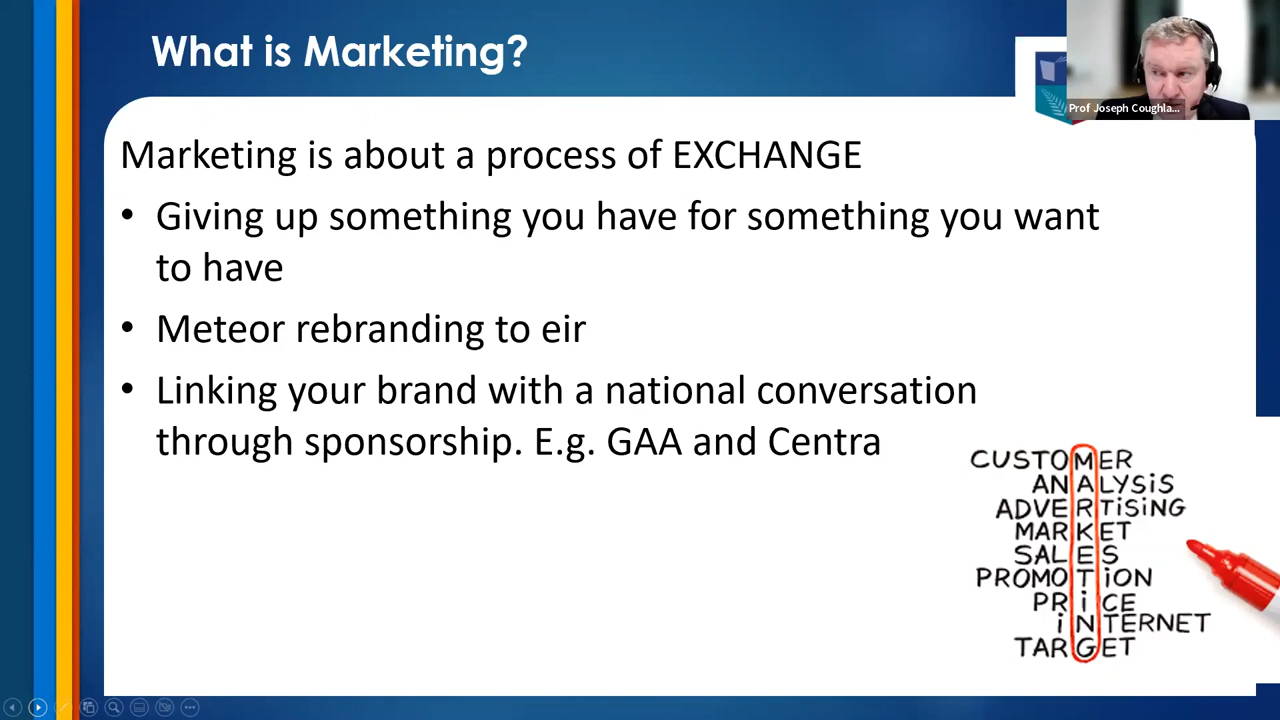 What is Marketing?
Prof Joseph Coughla...
Marketing is about a process of EXCHANGE
• Giving up something you have for something you want
to have
• Meteor rebranding to eir
• Linking your brand with a national conversation
through sponsorship. E.g. GAA and Centra
CUSTOMER
ANALYSiS
ADVERTiSiNG
MARKET
SALES
PROMOTiON
PRiCE
iNTERNET
TARGET